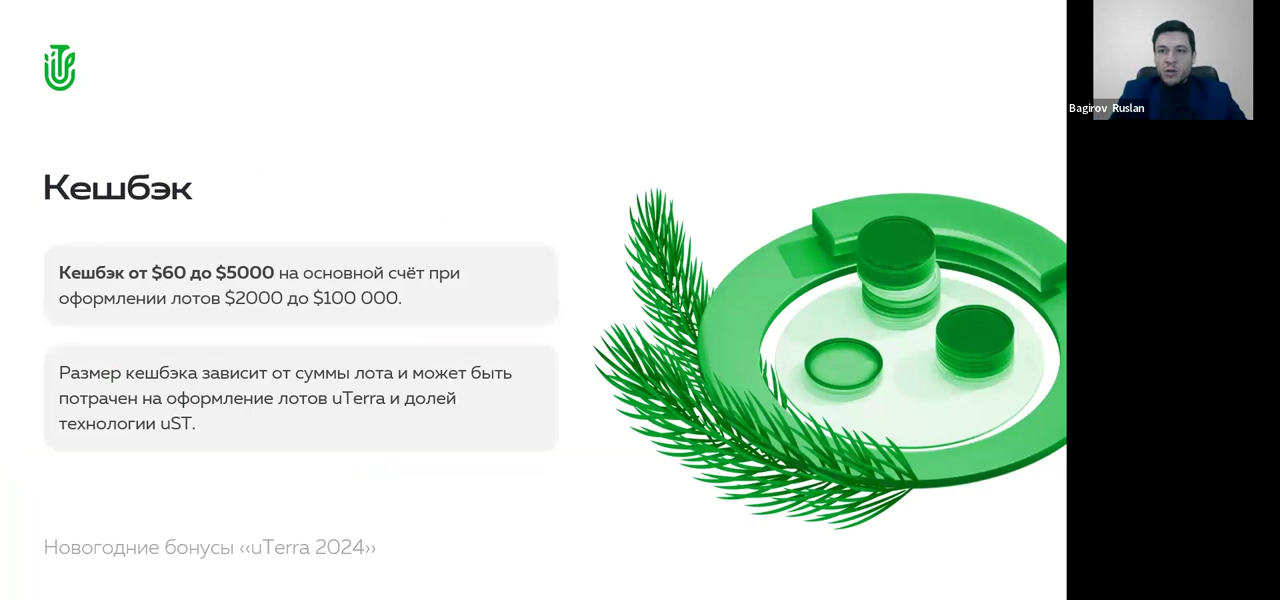 Bagirov Ruslan
Кешбэк
Кешбэк от $60 до $5000 на основной счёт при
оформлении лотов $2000 до $100 000.
Размер кешбэка зависит от суммы лота и может быть
потрачен на оформление лотов uTerra и долей
технологии uST.
Новогодние бонусы ‹‹uTerra 2024››